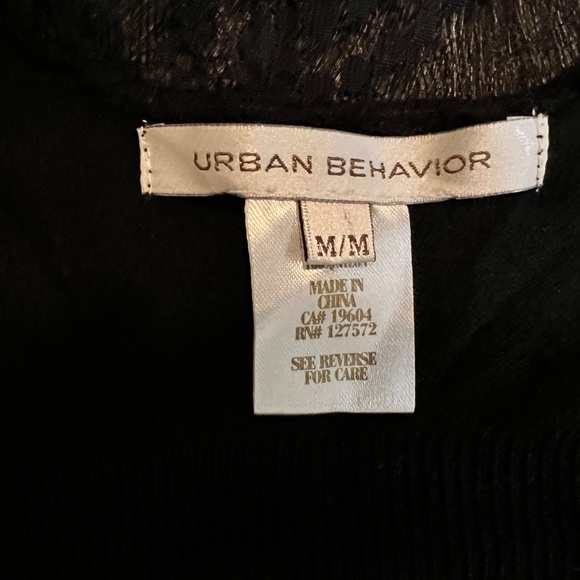 URBAN BEHAVIOR
M/M
MADE IN
CHINA
CA# 19604
RN# 127572
SEE REVERSE
FOR CARE